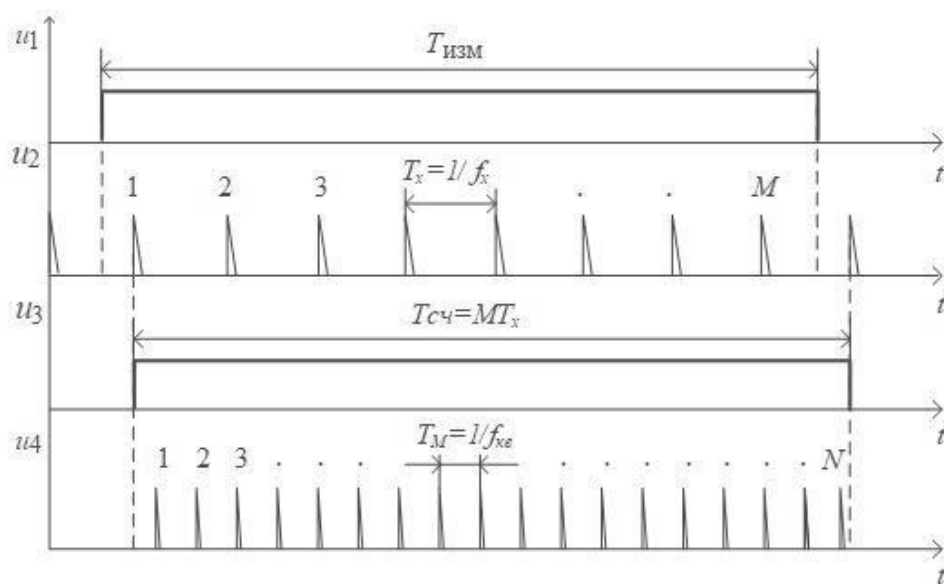 u1
Tизм
u2
t
1 2 3 Tx=1/fx . . M
t
u3
Tсч=MTx
t
u4
TM=1/fкв
1 2 3 . . . . . . . . . . N
t